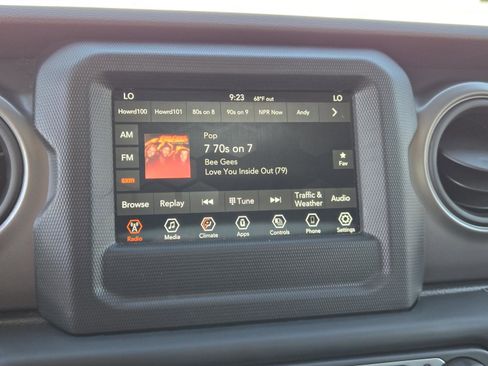 LO 9:23 68°F out LO
Howrd100 Howrd101 80s on 8 90s on 9 NPR Now Andy
AM
FM
sxm
Pop
7 70s on 7
Bee Gees
Love You Inside Out (79)
Fav
Browse Replay Tune Traffic & Weather Audio
Radio Media Climate Apps Controls Phone Settings